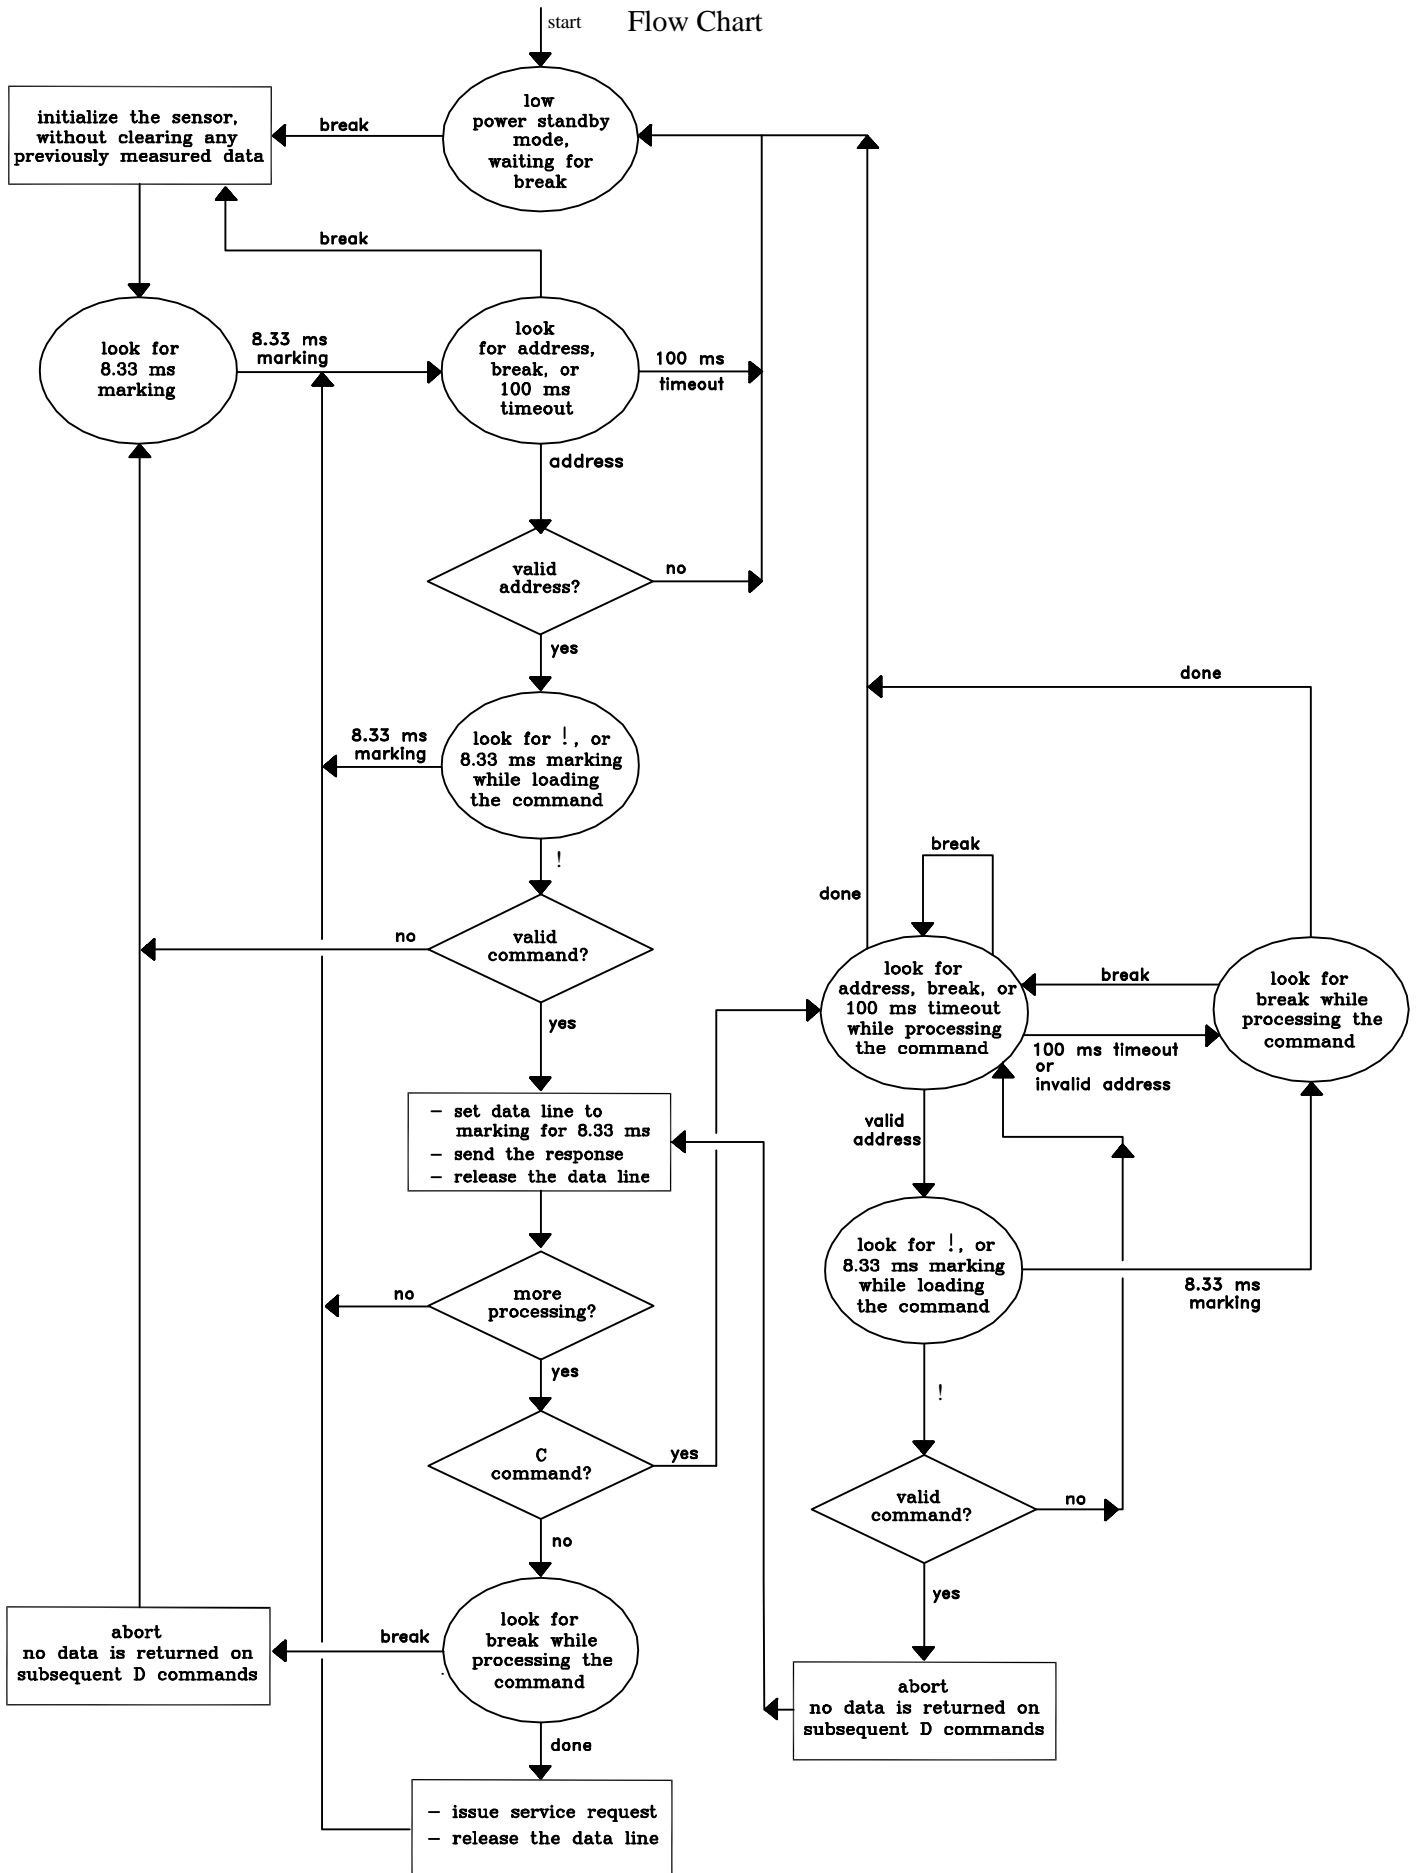 start
Flow Chart
low
power standby
mode,
waiting for
break
break
initialize the sensor,
without clearing any
previously measured data
break
look for
8.33 ms
marking
8.33 ms
marking
look
for address,
break, or
100 ms
timeout
100 ms
timeout
address
valid
address?
no
yes
look for !, or
8.33 ms marking
while loading
the command
8.33 ms
marking
!
valid
command?
no
yes
- set data line to
marking for 8.33 ms
- send the response
- release the data line
more
processing?
no
yes
C
command?
yes
no
look for
break while
processing the
command
break
abort
no data is returned on
subsequent D commands
done
- issue service request
- release the data line
done
break
done
look for
address, break, or
100 ms timeout
while processing
the command
break
look for
break while
processing the
command
100 ms timeout
or
invalid address
valid
address
look for !, or
8.33 ms marking
while loading
the command
8.33 ms
marking
!
valid
command?
no
yes
abort
no data is returned on
subsequent D commands